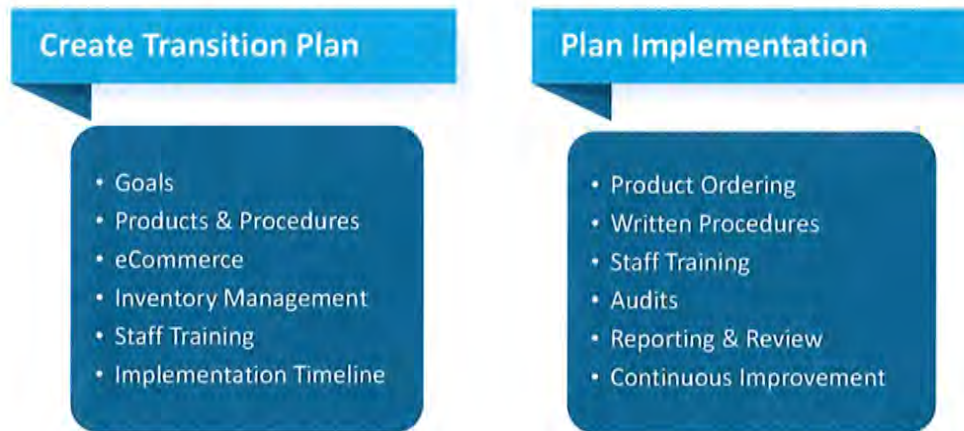 Create Transition Plan
• Goals
• Products & Procedures
• eCommerce
• Inventory Management
• Staff Training
• Implementation Timeline
Plan Implementation
• Product Ordering
• Written Procedures
• Staff Training
• Audits
• Reporting & Review
• Continuous Improvement